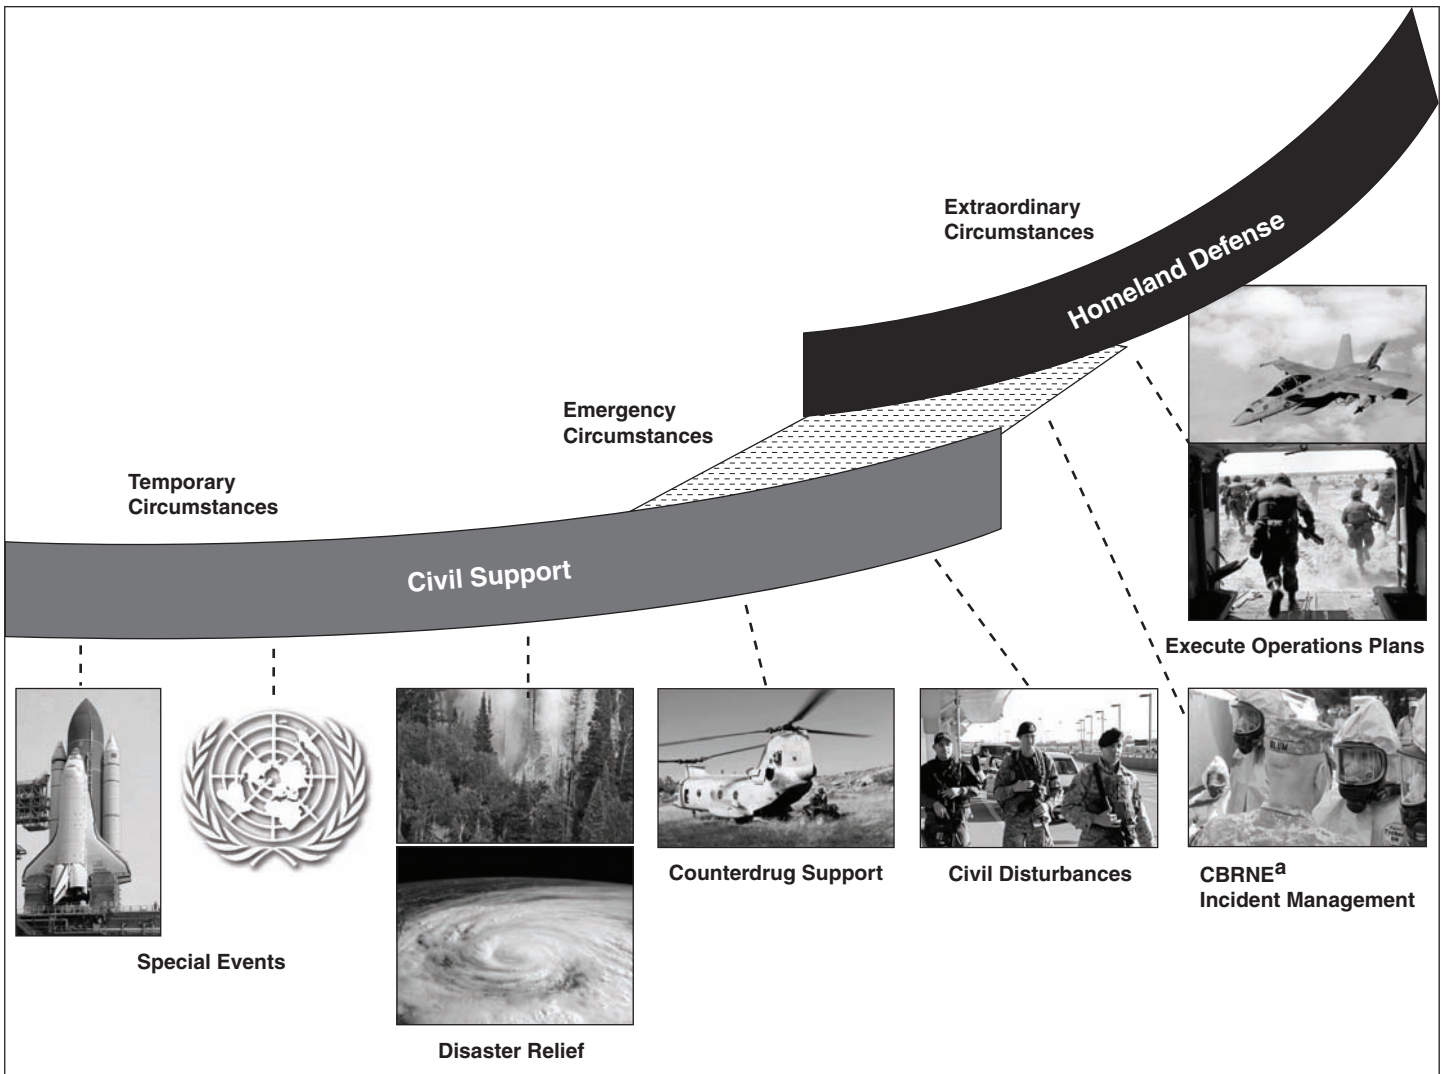 Extraordinary
Circumstances
Homeland Defense
Emergency
Circumstances
Temporary
Circumstances
Civil Support
Execute Operations Plans
Counterdrug Support
Civil Disturbances
CBRNEa
Incident Management
Special Events
Disaster Relief